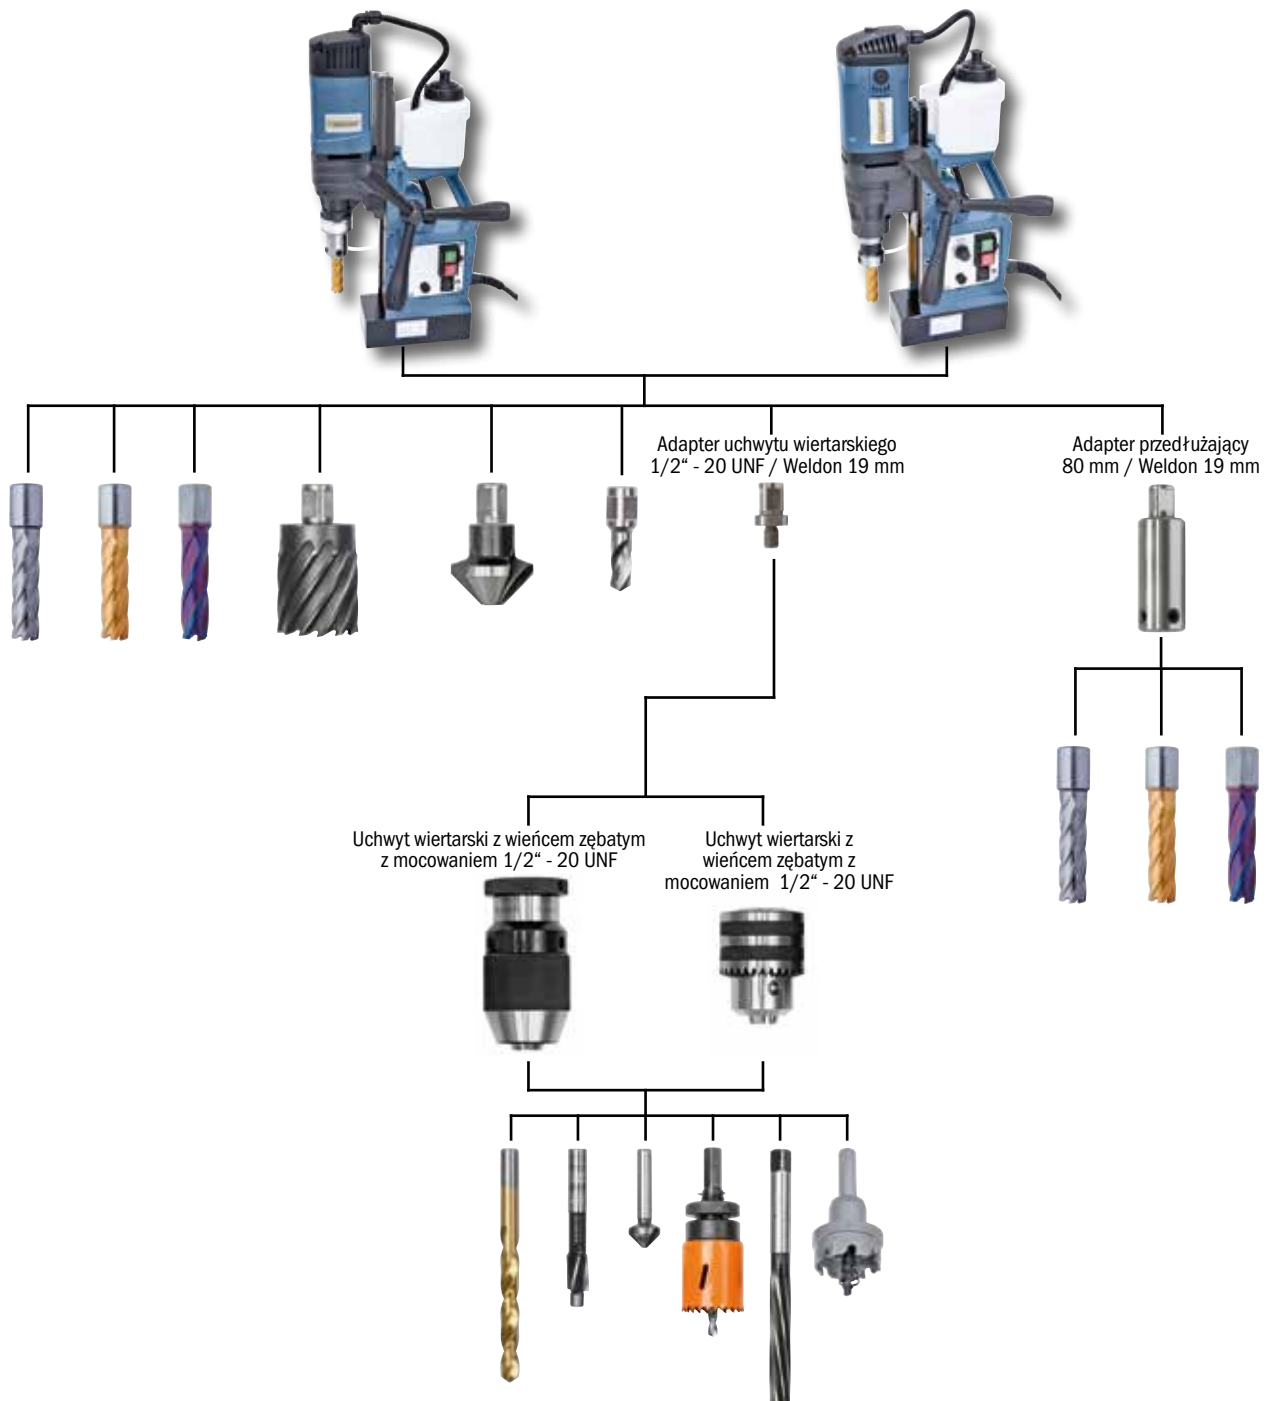 Adapter uchwytu wiertarskiego
1/2“ - 20 UNF / Weldon 19 mm
Adapter przedłużający
80 mm / Weldon 19 mm
Uchwyt wiertarski z wieńcem zębatym
z mocowaniem 1/2“ - 20 UNF
Uchwyt wiertarski z
wieńcem zębatym z
mocowaniem 1/2“ - 20 UNF